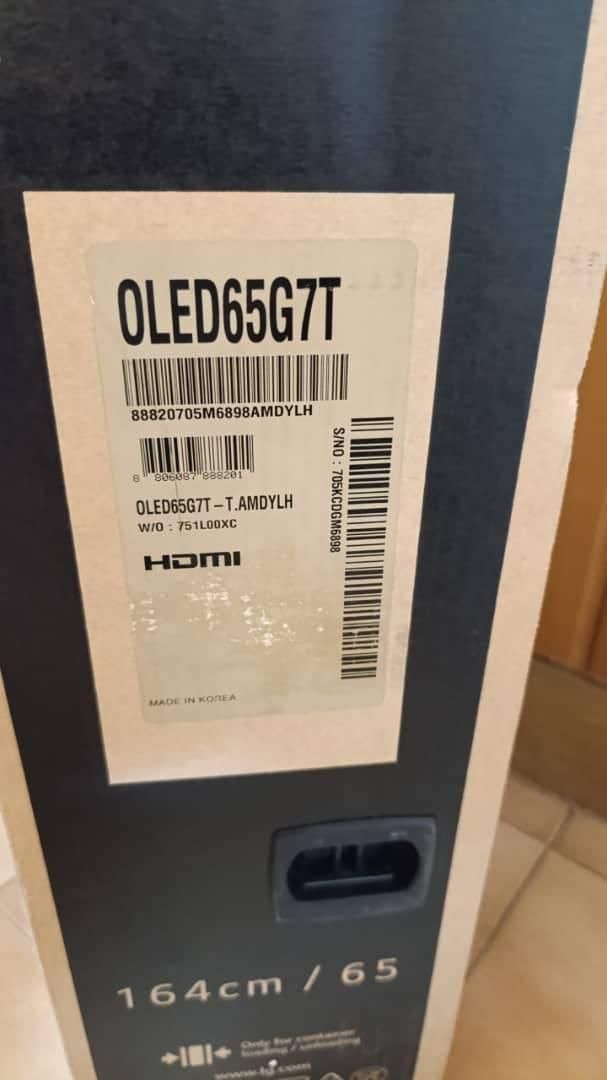 OLED65G7T
88820705M6898AMDYLH
8 806087 888201
S/NO : 705KCDGM6898
OLED65G7T-T.AMDYLH
W/O : 751L00XC
HDMI
MADE IN KOREA
164cm / 65
Only for container
loading / unloading
www.lg.com